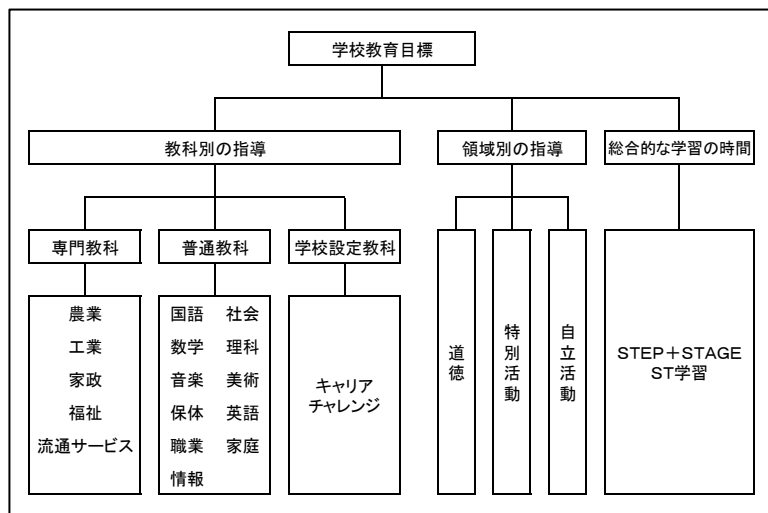 学校教育目標
教科別の指導
領域別の指導
総合的な学習の時間
専門教科
普通教科
学校設定教科
農業
工業
家政
福祉
流通サービス
国語 社会
数学 理科
音楽 美術
保体 英語
職業 家庭
情報
キャリア
チャレンジ
道徳
特別活動
自立活動
STEP+STAGE
ST学習